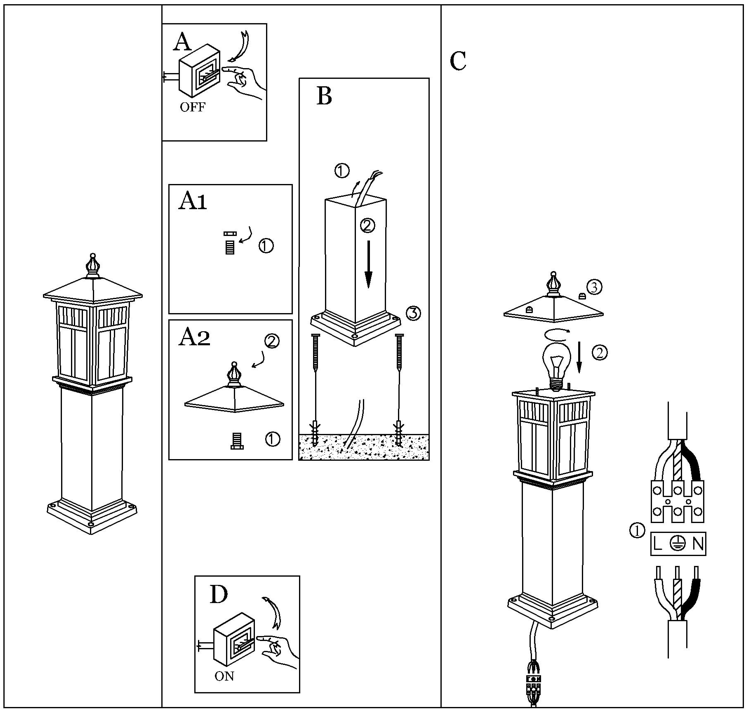 A
OFF
A1
①
A2
②
①
B
①
②
③
D
ON
C
③
②
①
L ⏚ N